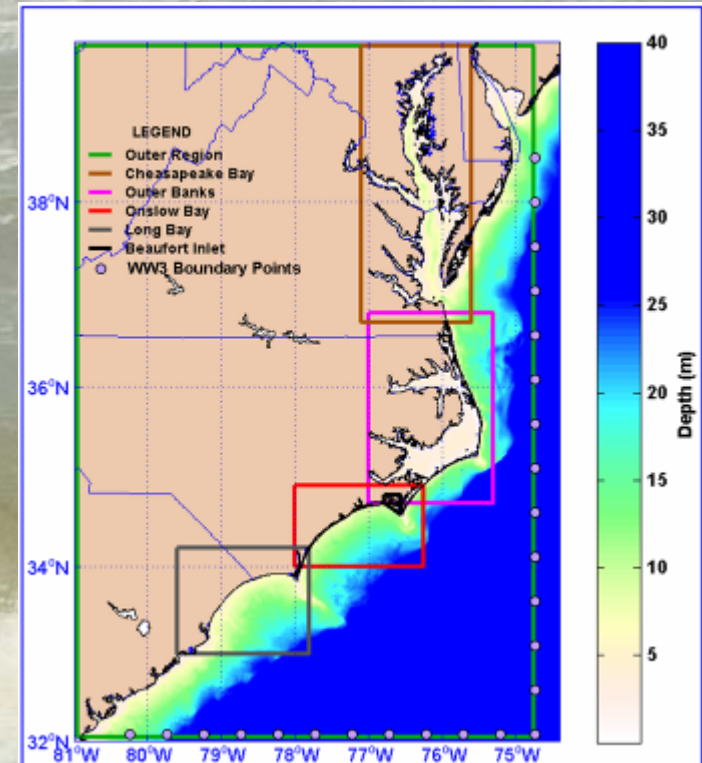 LEGEND
Outer Region
Cheasapeake Bay
Outer Banks
Onslow Bay
Long Bay
Beaufort Inlet
WW3 Boundary Points
38°N
36°N
34°N
32°N
81°W 80°W 79°W 78°W 77°W 76°W 75°W
40
35
30
25
20
15
10
5
Depth (m)